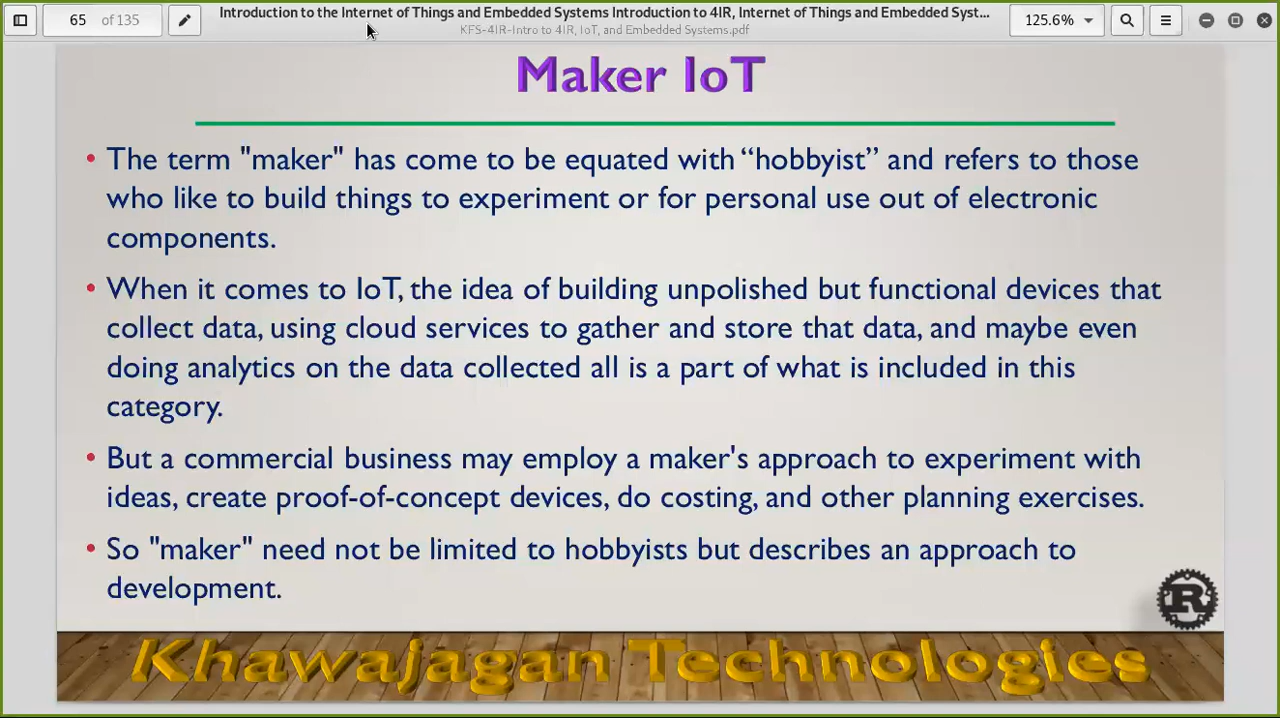 65 of 135
Introduction to the Internet of Things and Embedded Systems Introduction to 4IR, Internet of Things and Embedded Syst...
KFS-4IR-Intro to 4IR, IoT, and Embedded Systems.pdf
125.6%
Maker IoT
• The term "maker" has come to be equated with “hobbyist” and refers to those
who like to build things to experiment or for personal use out of electronic
components.
• When it comes to IoT, the idea of building unpolished but functional devices that
collect data, using cloud services to gather and store that data, and maybe even
doing analytics on the data collected all is a part of what is included in this
category.
• But a commercial business may employ a maker's approach to experiment with
ideas, create proof-of-concept devices, do costing, and other planning exercises.
• So "maker" need not be limited to hobbyists but describes an approach to
development.
R
Khawajagan Technologies